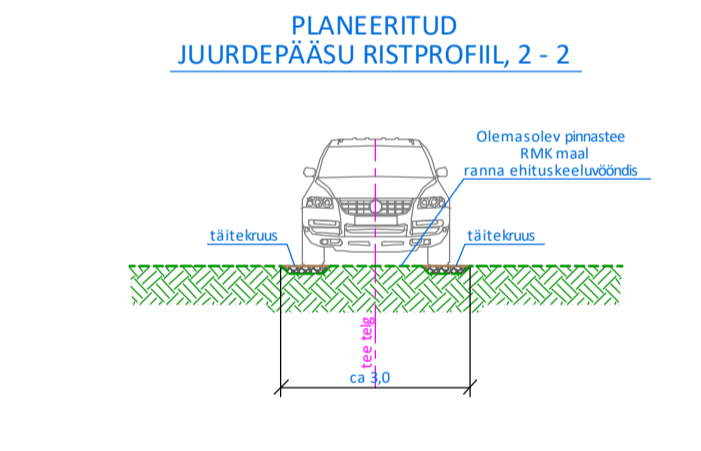 PLANEERITUD
JUURDEPÄÄSU RISTPROFIIL, 2 - 2
Olemasolev pinnastee
RMK maal
ranna ehituskeeluvööndis
täitekruus
täitekruus
tee telg
ca 3,0